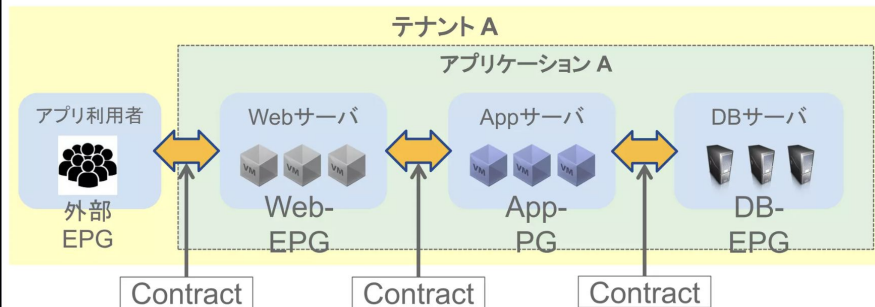 テナント A
アプリケーション A
アプリ利用者
Webサーバ
Appサーバ
DBサーバ
VM VM VM
VM VM VM
外部
EPG
Web-
EPG
App-
PG
DB-
EPG
Contract
Contract
Contract